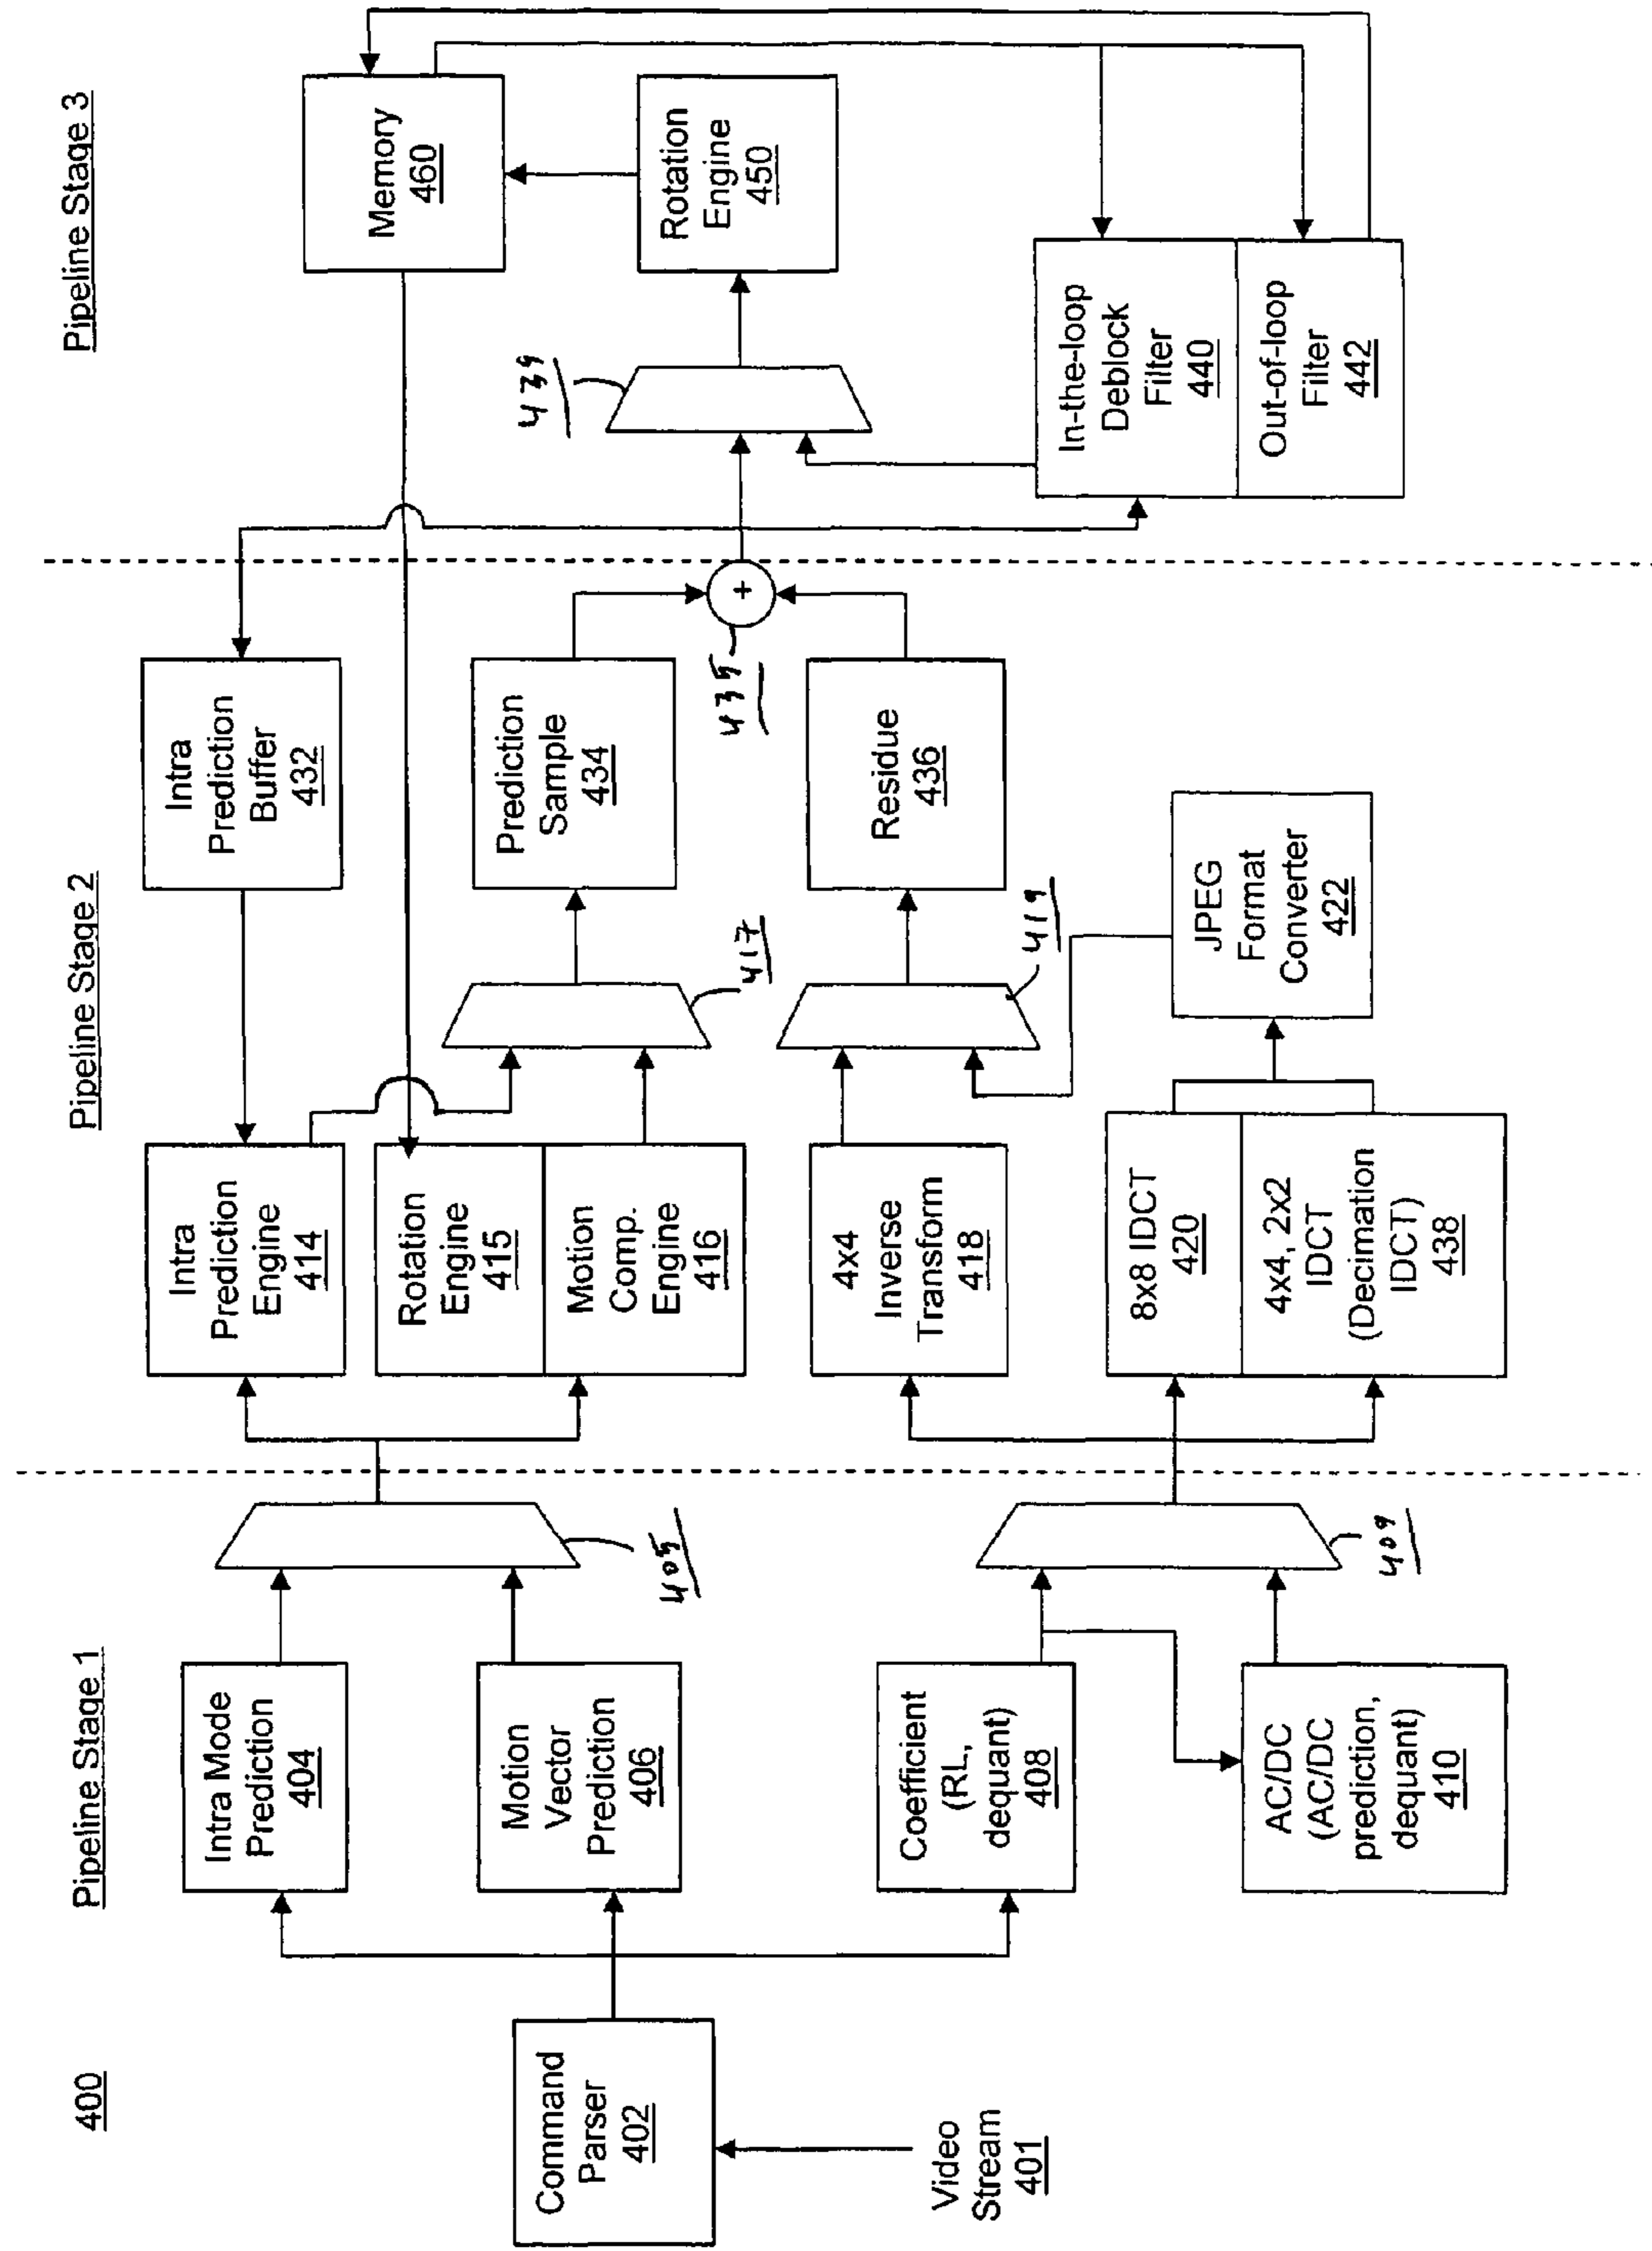 400
Pipeline Stage 1
Pipeline Stage 2
Pipeline Stage 3
Video
Stream
401
Command
Parser
402
Intra Mode
Prediction
404
Motion
Vector
Prediction
406
Coefficient
(RL,
dequant)
408
AC/DC
(AC/DC
prediction,
dequant)
410
405
409
Intra
Prediction
Engine
414
Rotation
Engine
415
Motion
Comp.
Engine
416
4x4
Inverse
Transform
418
8x8 IDCT
420
4x4, 2x2
IDCT
(Decimation
IDCT)
438
417
419
JPEG
Format
Converter
422
Intra
Prediction
Buffer
432
Prediction
Sample
434
Residue
436
+
435
439
Memory
460
Rotation
Engine
450
In-the-loop
Deblock
Filter
440
Out-of-loop
Filter
442